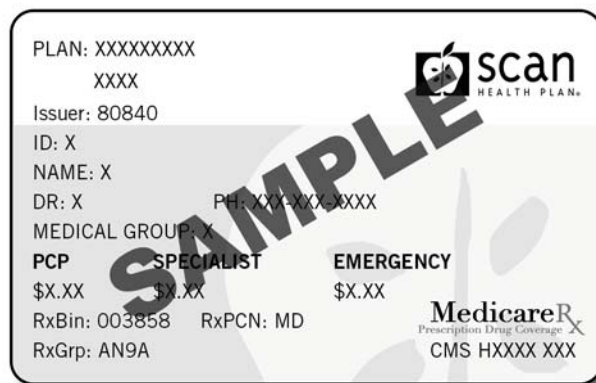 PLAN: XXXXXXXXX
XXXX
scan
HEALTH PLAN®
Issuer: 80840
ID: X
NAME: X
DR: X PH: XXX-XXX-XXXX
MEDICAL GROUP: X
PCP SPECIALIST EMERGENCY
$X.XX $X.XX $X.XX
RxBin: 003858 RxPCN: MD
MedicareRx
Prescription Drug Coverage
RxGrp: AN9A CMS HXXXX XXX
SAMPLE